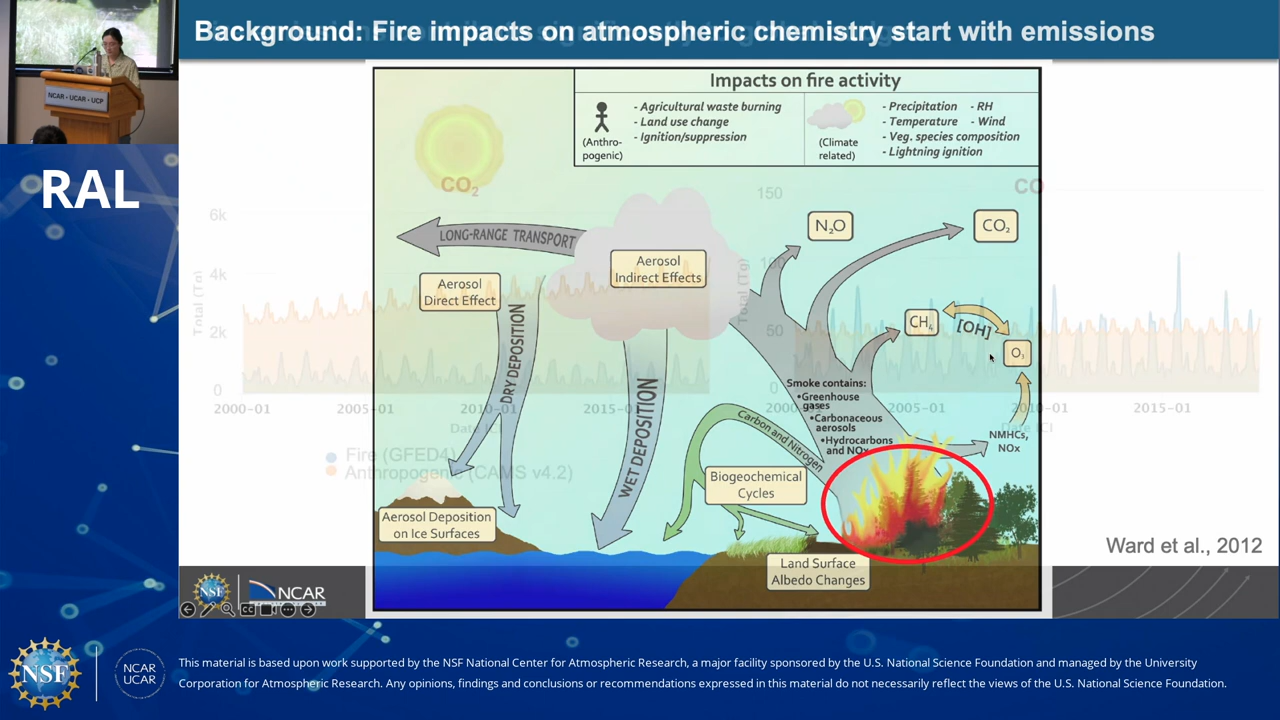 Background: Fire impacts on atmospheric chemistry start with emissions
NCAR • UCAR • UCP
RAL
Impacts on fire activity
(Anthro-
pogenic)
- Agricultural waste burning
- Land use change
- Ignition/suppression
(Climate
related)
- Precipitation - RH
- Temperature - Wind
- Veg. species composition
- Lightning ignition
CO₂
CO
6k
4k
2k
0
150
50
0
LONG-RANGE TRANSPORT
Aerosol
Direct Effect
Aerosol
Indirect Effects
N₂O
CO₂
CH₄
[OH]
O₃
DRY DEPOSITION
WET DEPOSITION
Smoke contains:
•Greenhouse
gases
•Carbonaceous
aerosols
•Hydrocarbons
and NOx
NMHCs,
NOx
Carbon and Nitrogen
Biogeochemical
Cycles
Aerosol Deposition
on Ice Surfaces
Land Surface
Albedo Changes
2000-01
2005-01
2010-01
2015-01
2005-01
2010-01
2015-01
Fire (GFED4)
Anthropogenic (CAMS v4.2)
Ward et al., 2012
NSF
NCAR
NSF
NCAR
UCAR
This material is based upon work supported by the NSF National Center for Atmospheric Research, a major facility sponsored by the U.S. National Science Foundation and managed by the University
Corporation for Atmospheric Research. Any opinions, findings and conclusions or recommendations expressed in this material do not necessarily reflect the views of the U.S. National Science Foundation.